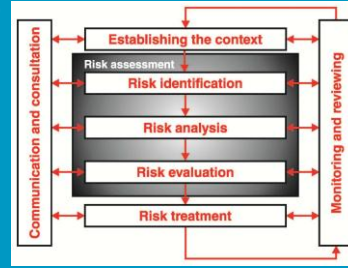 Communication and consultation
Establishing the context
Risk assessment
Risk identification
Risk analysis
Risk evaluation
Risk treatment
Monitoring and reviewing